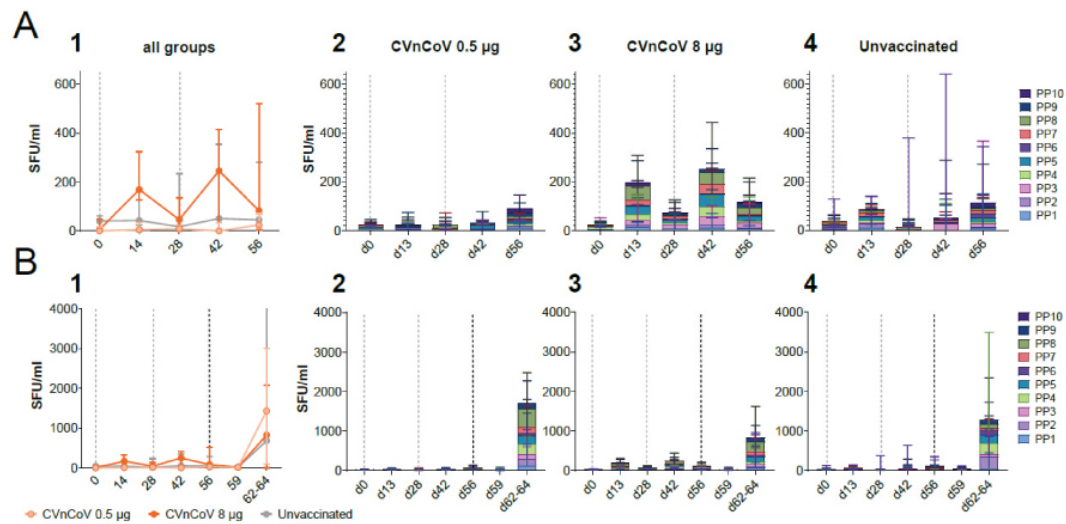 A
1 all groups
SFU/ml
600
400
200
0
0 14 28 42 56
2 CVnCoV 0.5 µg
600
400
200
0
d0 d13 d28 d42 d56
3 CVnCoV 8 µg
600
400
200
0
d0 d13 d28 d42 d56
4 Unvaccinated
600
400
200
0
d0 d13 d28 d42 d56
PP10
PP9
PP8
PP7
PP6
PP5
PP4
PP3
PP2
PP1
B
1
SFU/ml
4000
3000
2000
1000
0
0 14 28 42 56 59 62-64
2
4000
3000
2000
1000
0
d0 d13 d28 d42 d56 d59 d62-64
3
4000
3000
2000
1000
0
d0 d13 d28 d42 d56 d59 d62-64
4
4000
3000
2000
1000
0
d0 d13 d28 d42 d56 d59 d62-64
PP10
PP9
PP8
PP7
PP6
PP5
PP4
PP3
PP2
PP1
CVnCoV 0.5 µg CVnCoV 8 µg Unvaccinated